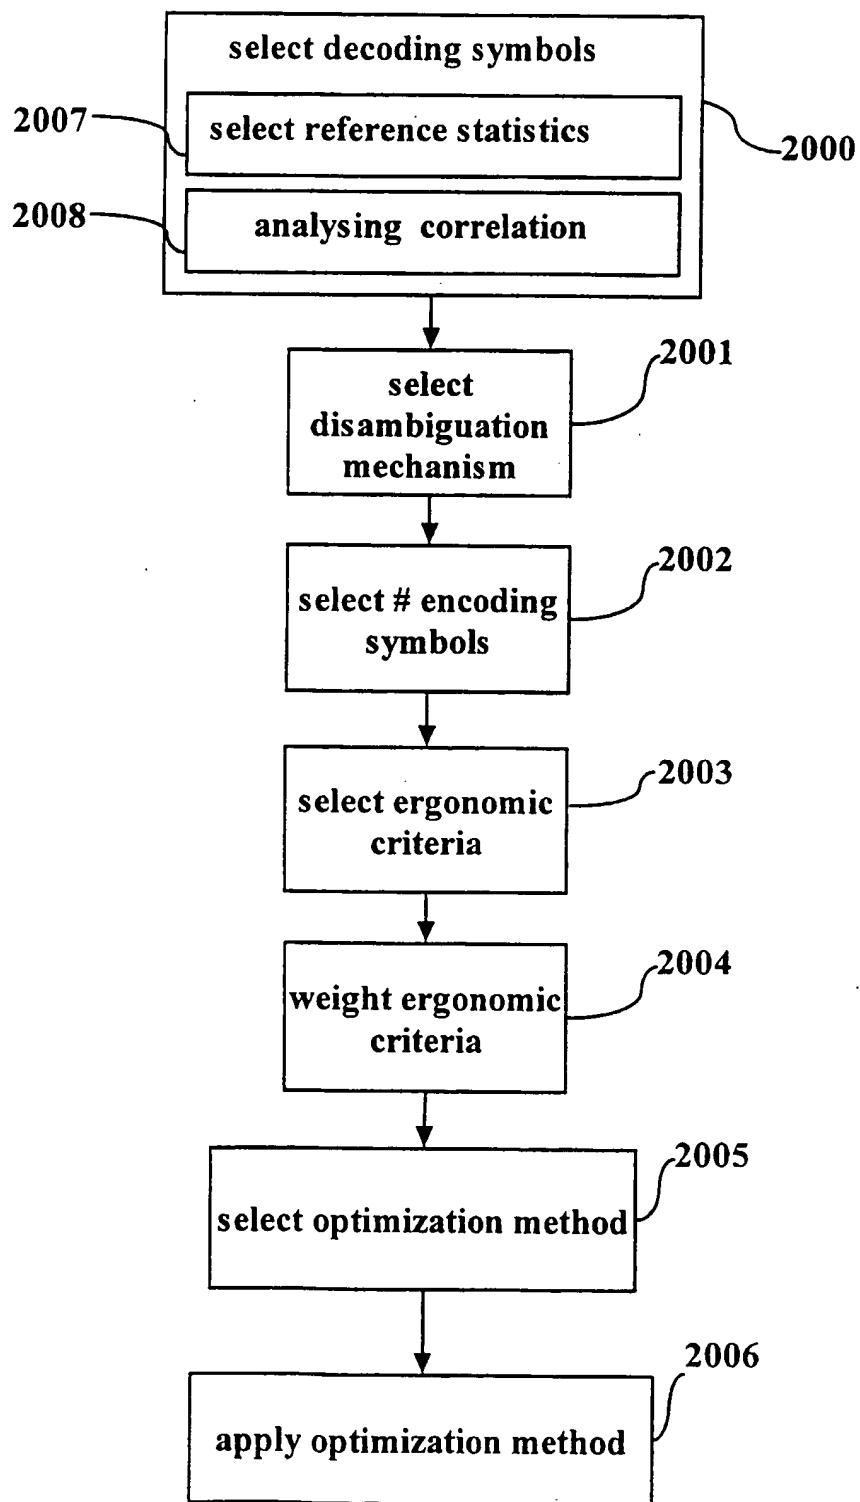 select decoding symbols
2007
select reference statistics
2000
2008
analysing correlation
2001
select
disambiguation
mechanism
2002
select # encoding
symbols
2003
select ergonomic
criteria
2004
weight ergonomic
criteria
2005
select optimization method
2006
apply optimization method